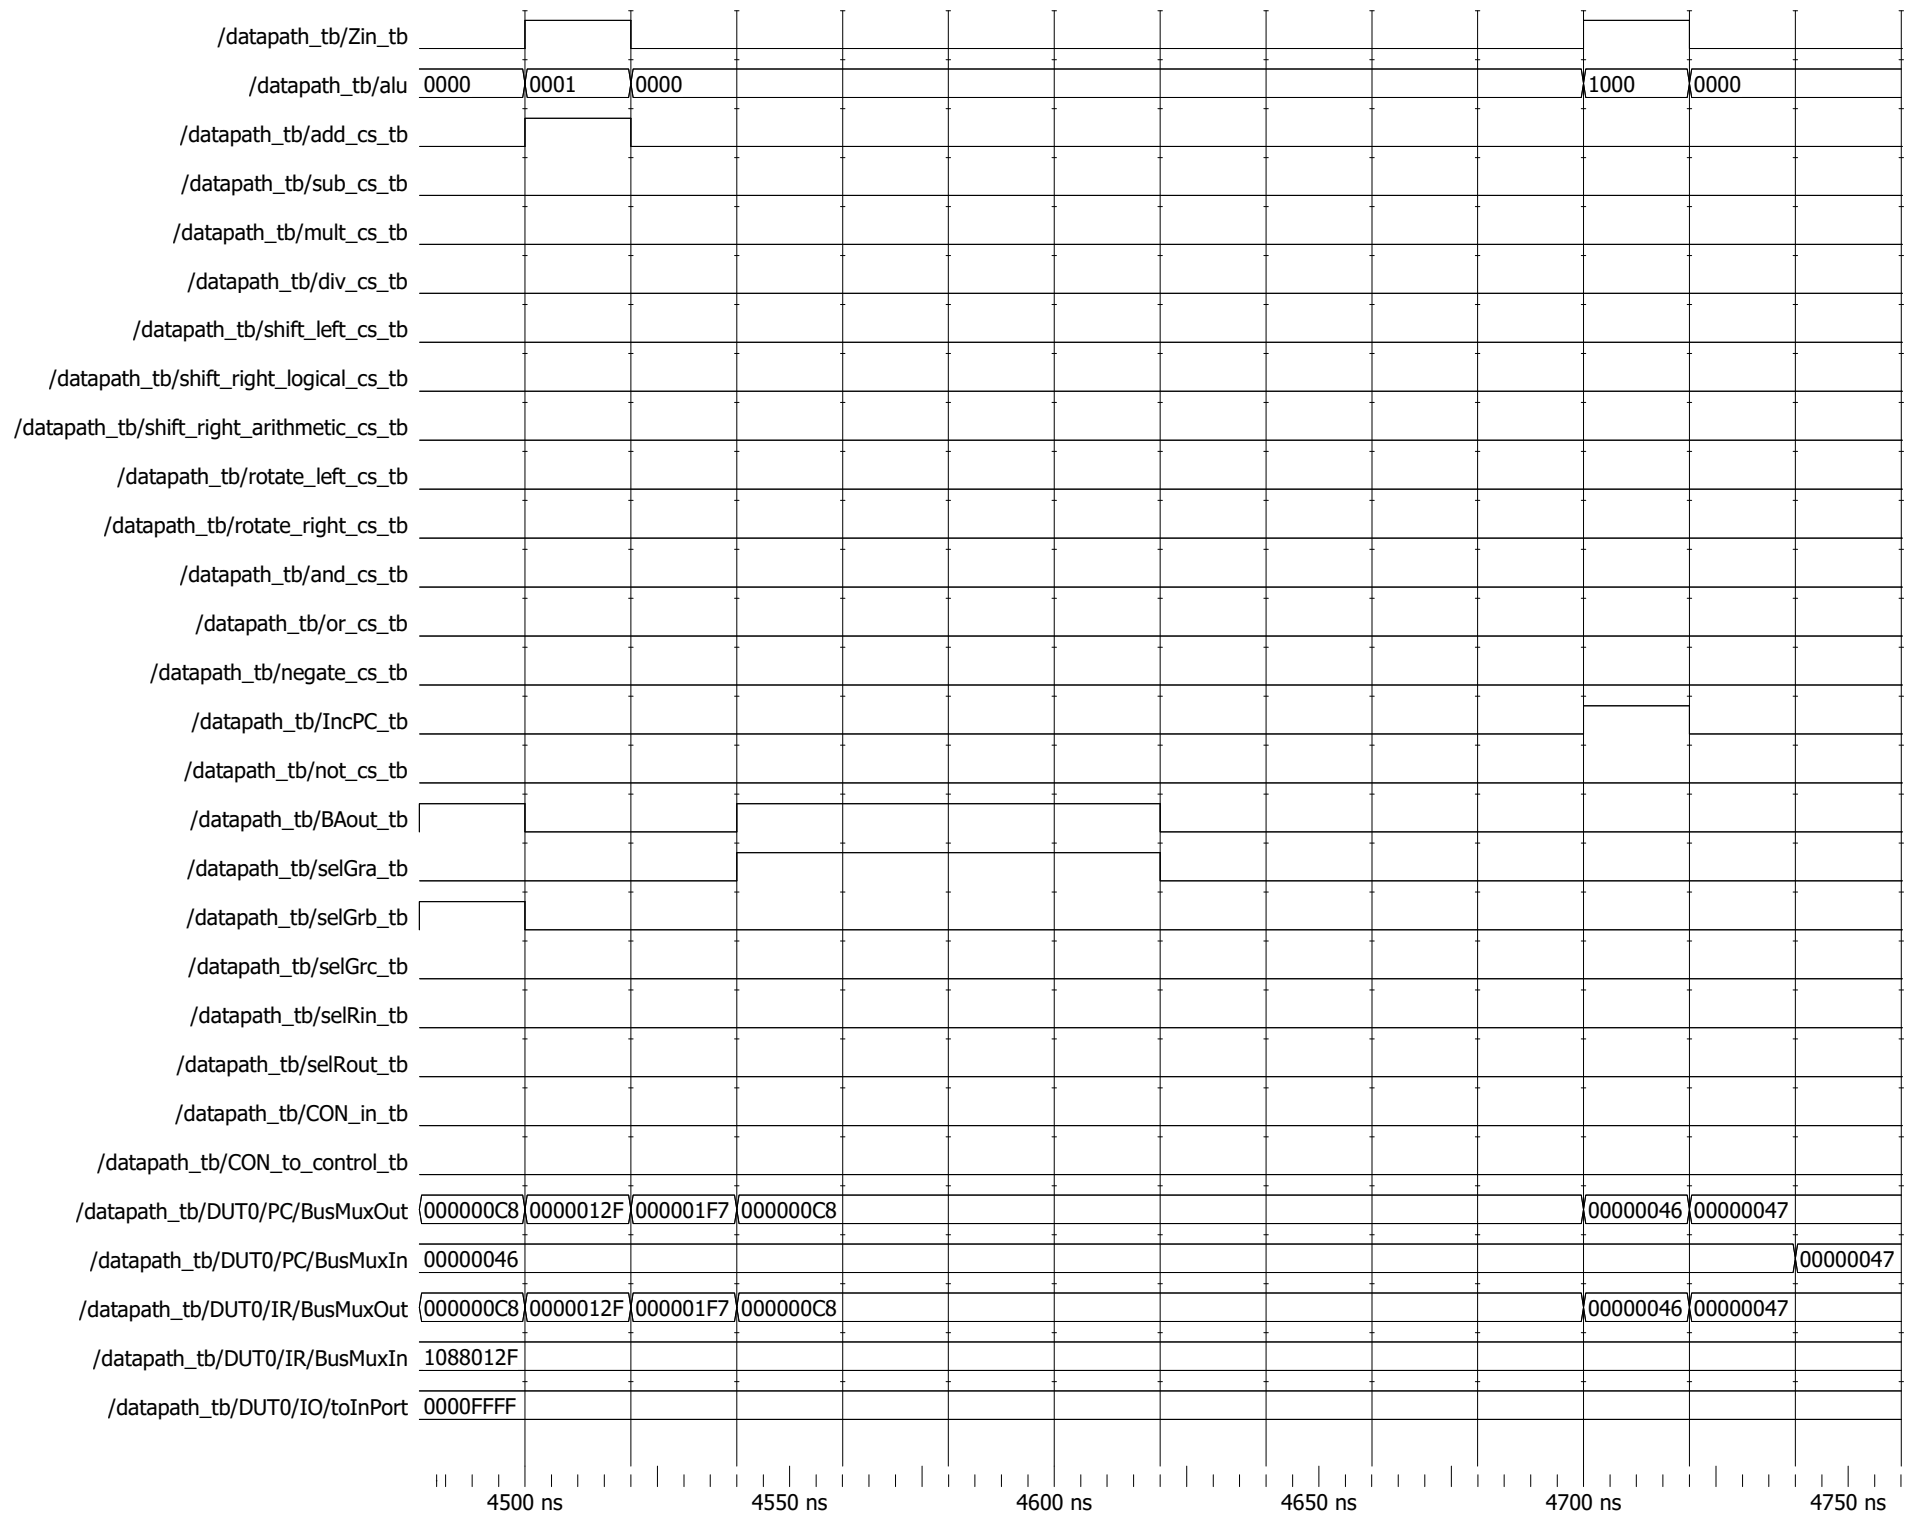 /datapath_tb/Zin_tb
/datapath_tb/alu 0000 0001 0000 1000 0000
/datapath_tb/add_cs_tb
/datapath_tb/sub_cs_tb
/datapath_tb/mult_cs_tb
/datapath_tb/div_cs_tb
/datapath_tb/shift_left_cs_tb
/datapath_tb/shift_right_logical_cs_tb
/datapath_tb/shift_right_arithmetic_cs_tb
/datapath_tb/rotate_left_cs_tb
/datapath_tb/rotate_right_cs_tb
/datapath_tb/and_cs_tb
/datapath_tb/or_cs_tb
/datapath_tb/negate_cs_tb
/datapath_tb/IncPC_tb
/datapath_tb/not_cs_tb
/datapath_tb/BAout_tb
/datapath_tb/selGra_tb
/datapath_tb/selGrb_tb
/datapath_tb/selGrc_tb
/datapath_tb/selRin_tb
/datapath_tb/selRout_tb
/datapath_tb/CON_in_tb
/datapath_tb/CON_to_control_tb
/datapath_tb/DUT0/PC/BusMuxOut 000000C8 0000012F 000001F7 000000C8 00000046 00000047
/datapath_tb/DUT0/PC/BusMuxIn 00000046 00000047
/datapath_tb/DUT0/IR/BusMuxOut 000000C8 0000012F 000001F7 000000C8 00000046 00000047
/datapath_tb/DUT0/IR/BusMuxIn 1088012F
/datapath_tb/DUT0/IO/toInPort 0000FFFF
4500 ns 4550 ns 4600 ns 4650 ns 4700 ns 4750 ns